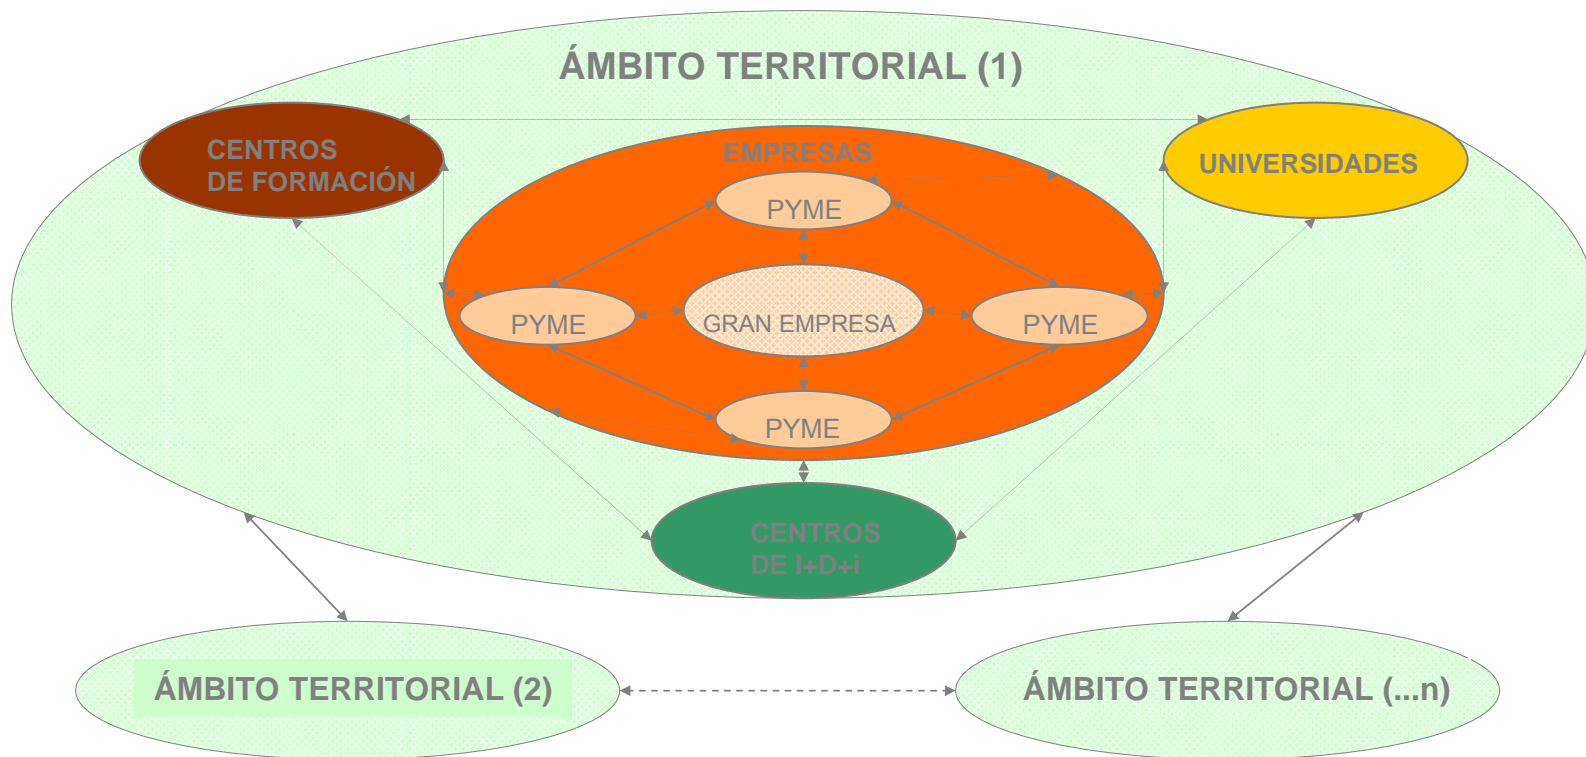 ÁMBITO TERRITORIAL (1)
CENTROS
DE FORMACIÓN
EMPRESAS
UNIVERSIDADES
PYME
PYME
GRAN EMPRESA
PYME
PYME
CENTROS
DE I+D+i
ÁMBITO TERRITORIAL (2)
ÁMBITO TERRITORIAL (...n)